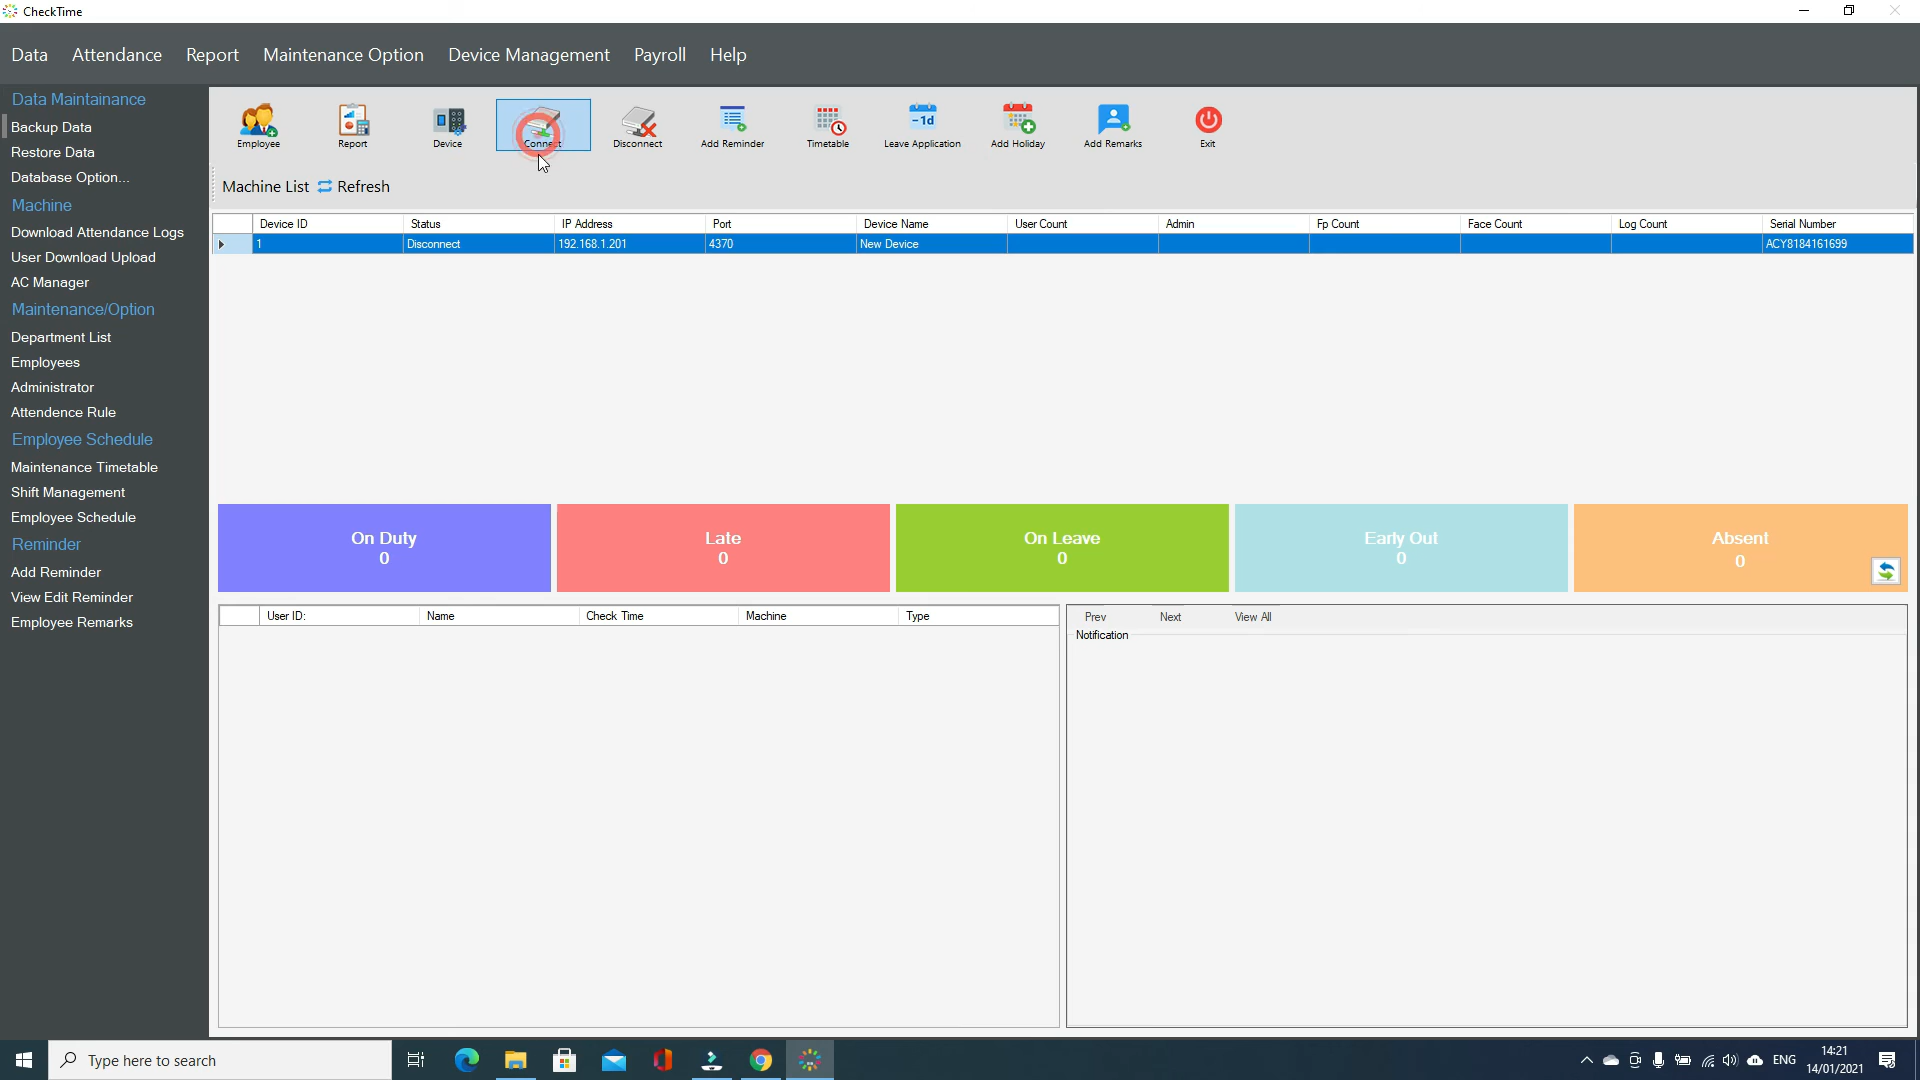 CheckTime
Data Attendance Report Maintenance Option Device Management Payroll Help
Data Maintainance
Backup Data
Restore Data
Database Option...
Machine
Download Attendance Logs
User Download Upload
AC Manager
Maintenance/Option
Department List
Employees
Administrator
Attendence Rule
Employee Schedule
Maintenance Timetable
Shift Management
Employee Schedule
Reminder
Add Reminder
View Edit Reminder
Employee Remarks
Employee Report Device Connect Disconnect Add Reminder Timetable Leave Application Add Holiday Add Remarks Exit
-1d
Machine List Refresh
Device ID Status IP Address Port Device Name User Count Admin Fp Count Face Count Log Count Serial Number
1 Disconnect 192.168.1.201 4370 New Device ACY8184161699
On Duty Late On Leave Early Out Absent
0 0 0 0 0
User ID: Name Check Time Machine Type
Prev Next View All
Notification
Type here to search
ENG
14:21
14/01/2021